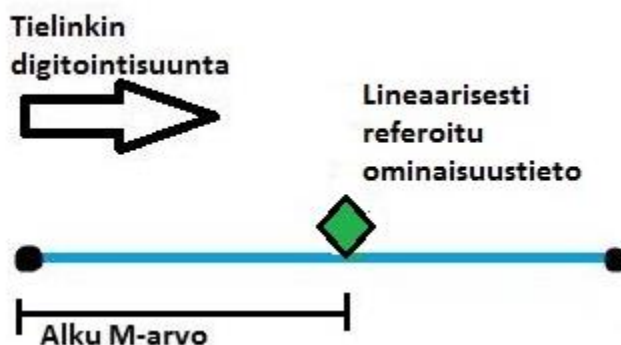 Tielinkin
digitointisuunta
Lineaarisesti
referoitu
ominaisuustieto
Alku M-arvo